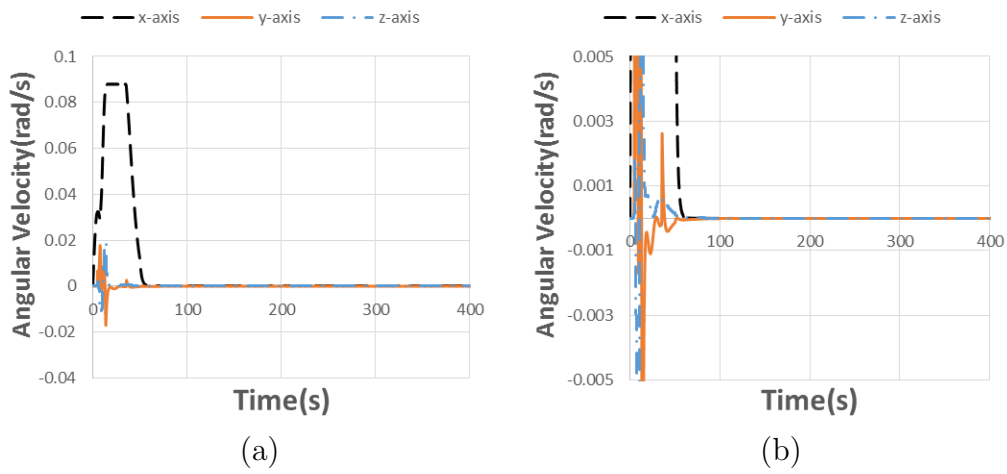 x-axis y-axis z-axis
0.1
0.08
0.06
0.04
0.02
0
-0.02
-0.04
0 100 200 300 400
Angular Velocity(rad/s)
Time(s)
(a)
x-axis y-axis z-axis
0.005
0.003
0.001
-0.001
-0.003
-0.005
0 100 200 300 400
Angular Velocity(rad/s)
Time(s)
(b)